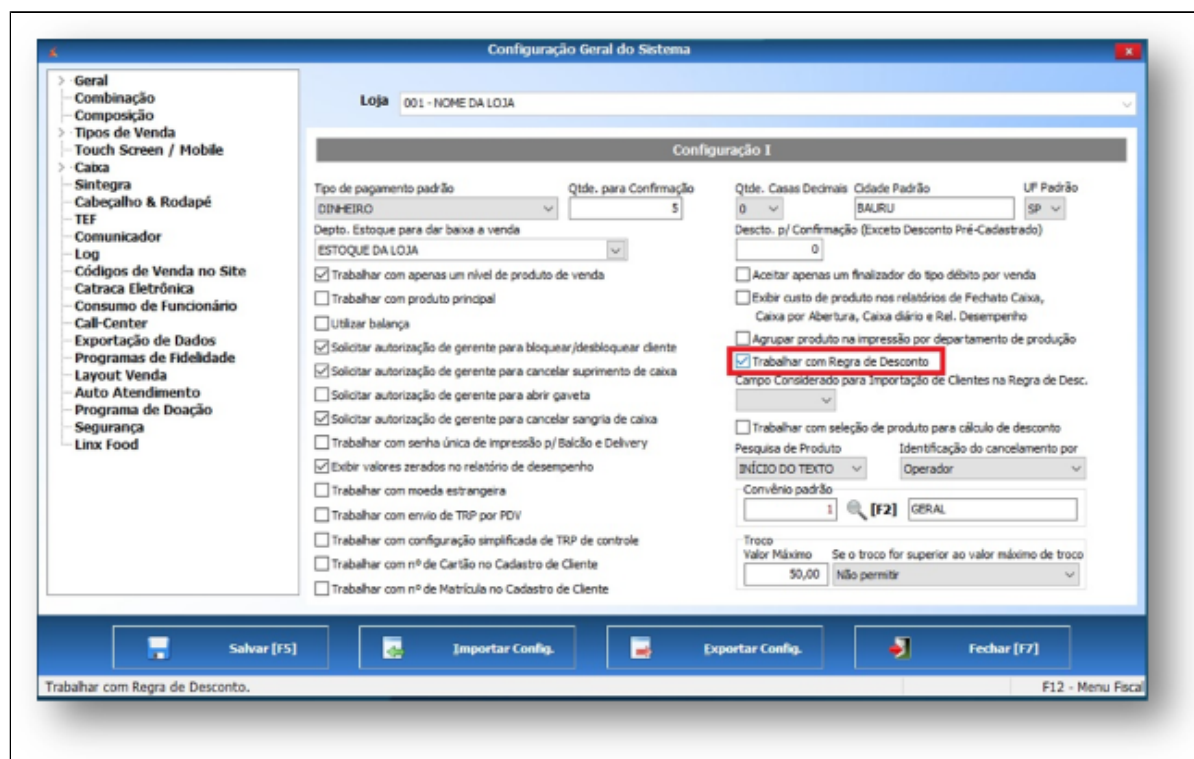 Configuração Geral do Sistema
Geral
Combinação
Composição
Tipos de Venda
Touch Screen / Mobile
Caixa
Sintegra
Cabeçalho & Rodapé
TEF
Comunicador
Log
Códigos de Venda no Site
Catraca Eletrônica
Consumo de Funcionário
Call-Center
Exportação de Dados
Programas de Fidelidade
Layout Venda
Auto Atendimento
Programa de Doação
Segurança
Linx Food
Loja 001 - NOME DA LOJA
Configuração I
Tipo de pagamento padrão Qtde. para Confirmação
DINHEIRO 5
Depto. Estoque para dar baixa a venda
ESTOQUE DA LOJA
Trabalhar com apenas um nível de produto de venda
Trabalhar com produto principal
Utilizar balança
Solicitar autorização de gerente para bloquear/desbloquear cliente
Solicitar autorização de gerente para cancelar suprimento de caixa
Solicitar autorização de gerente para abrir gaveta
Solicitar autorização de gerente para cancelar sangria de caixa
Trabalhar com senha única de impressão p/ Balcão e Delivery
Exibir valores zerados no relatório de desempenho
Trabalhar com moeda estrangeira
Trabalhar com envio de TRP por PDV
Trabalhar com configuração simplificada de TRP de controle
Trabalhar com nº de Cartão no Cadastro de Cliente
Trabalhar com nº de Matrícula no Cadastro de Cliente
Qtde. Casas Decimais Cidade Padrão UF Padrão
0 BAURU SP
Descto. p/ Confirmação (Exceto Desconto Pré-Cadastrado)
0
Aceitar apenas um finalizador do tipo débito por venda
Exibir custo de produto nos relatórios de Fechato Caixa,
Caixa por Abertura, Caixa diário e Rel. Desempenho
Agrupar produto na impressão por departamento de produção
Trabalhar com Regra de Desconto
Campo Considerado para Importação de Clientes na Regra de Desc.
Trabalhar com seleção de produto para cálculo de desconto
Pesquisa de Produto Identificação do cancelamento por
INÍCIO DO TEXTO Operador
Convênio padrão
1 [F2] GERAL
Troco
Valor Máximo Se o troco for superior ao valor máximo de troco
50,00 Não permitir
Salvar [F5] Importar Config. Exportar Config. Fechar [F7]
Trabalhar com Regra de Desconto. F12 - Menu Fiscal